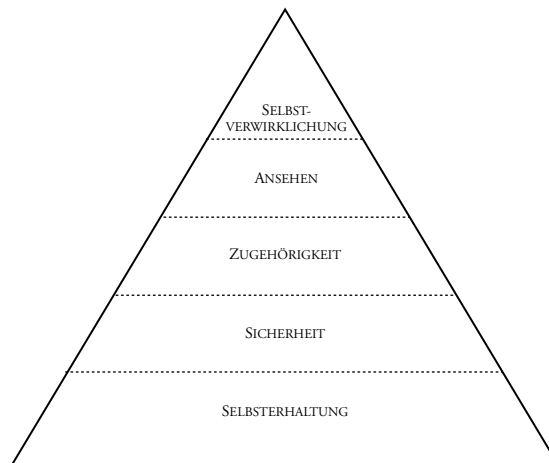 SELBST-
VERWIRKLICHUNG
ANSEHEN
ZUGEHÖRIGKEIT
SICHERHEIT
SELBSTERHALTUNG